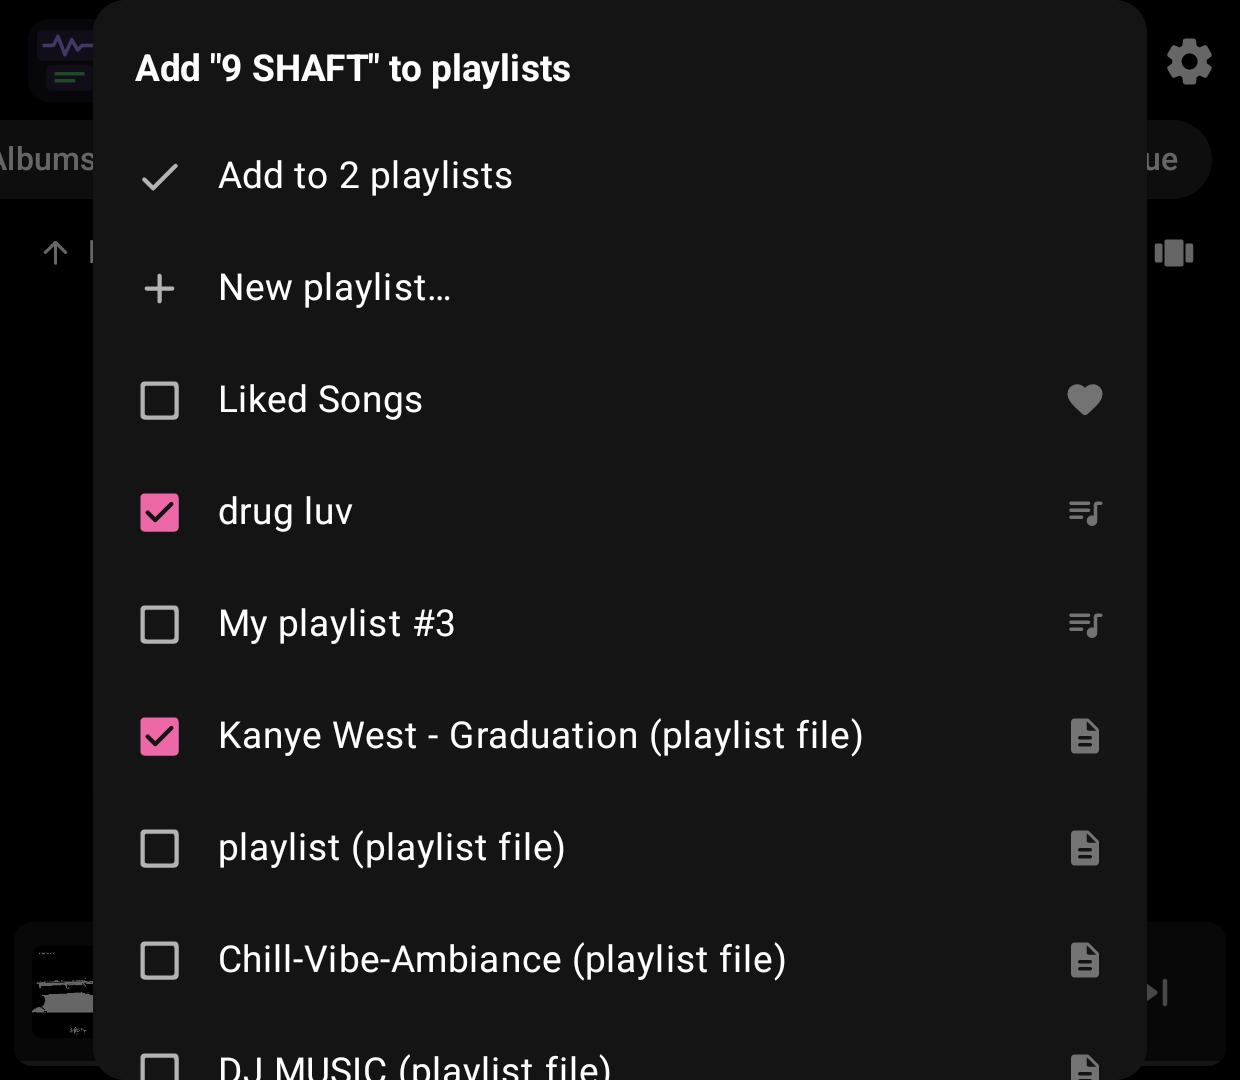 Add "9 SHAFT" to playlists
Albums
ue
Add to 2 playlists
New playlist…
Liked Songs
drug luv
My playlist #3
Kanye West - Graduation (playlist file)
playlist (playlist file)
Chill-Vibe-Ambiance (playlist file)
DJ MUSIC (playlist file)